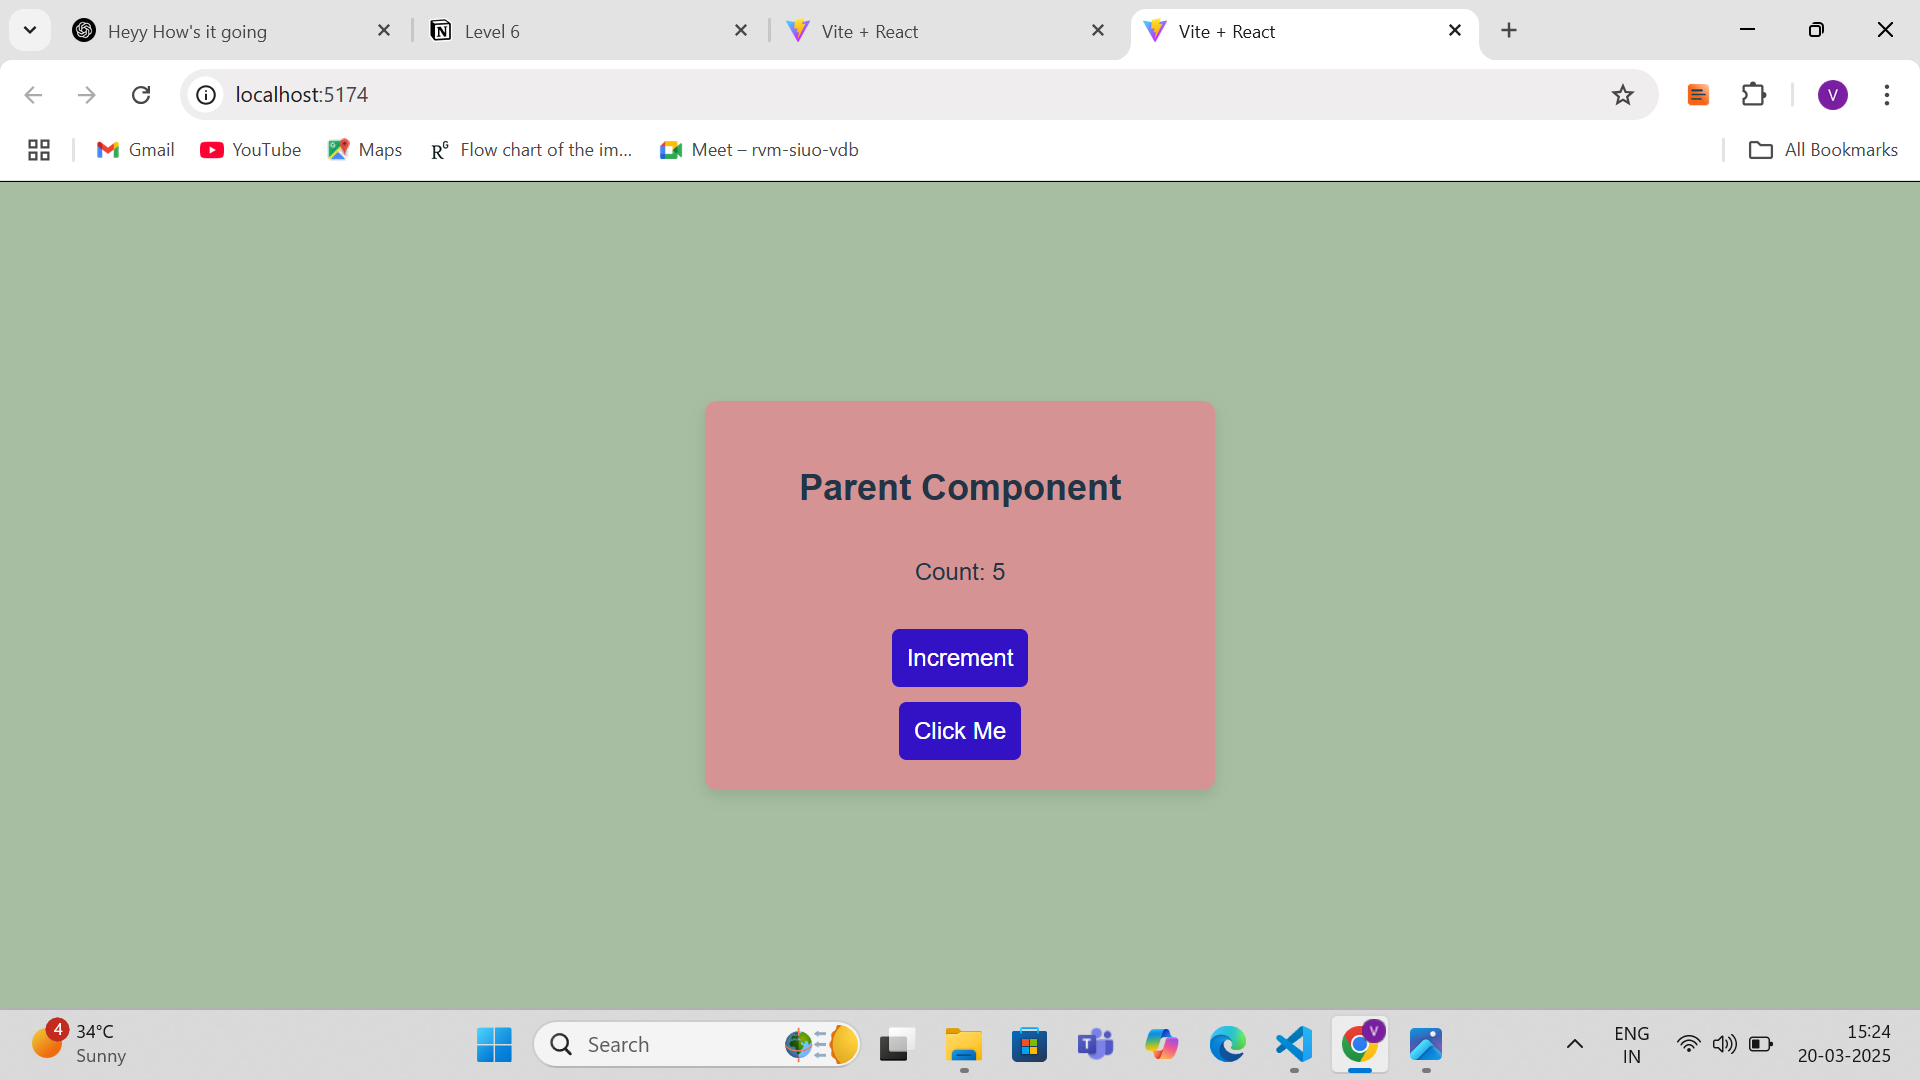 Heyy How's it going
Level 6
Vite + React
Vite + React
localhost:5174
V
Gmail
YouTube
Maps
Flow chart of the im...
Meet – rvm-siuo-vdb
All Bookmarks
Parent Component
Count: 5
Increment
Click Me
4
34°C
Sunny
Search
V
ENG
IN
15:24
20-03-2025